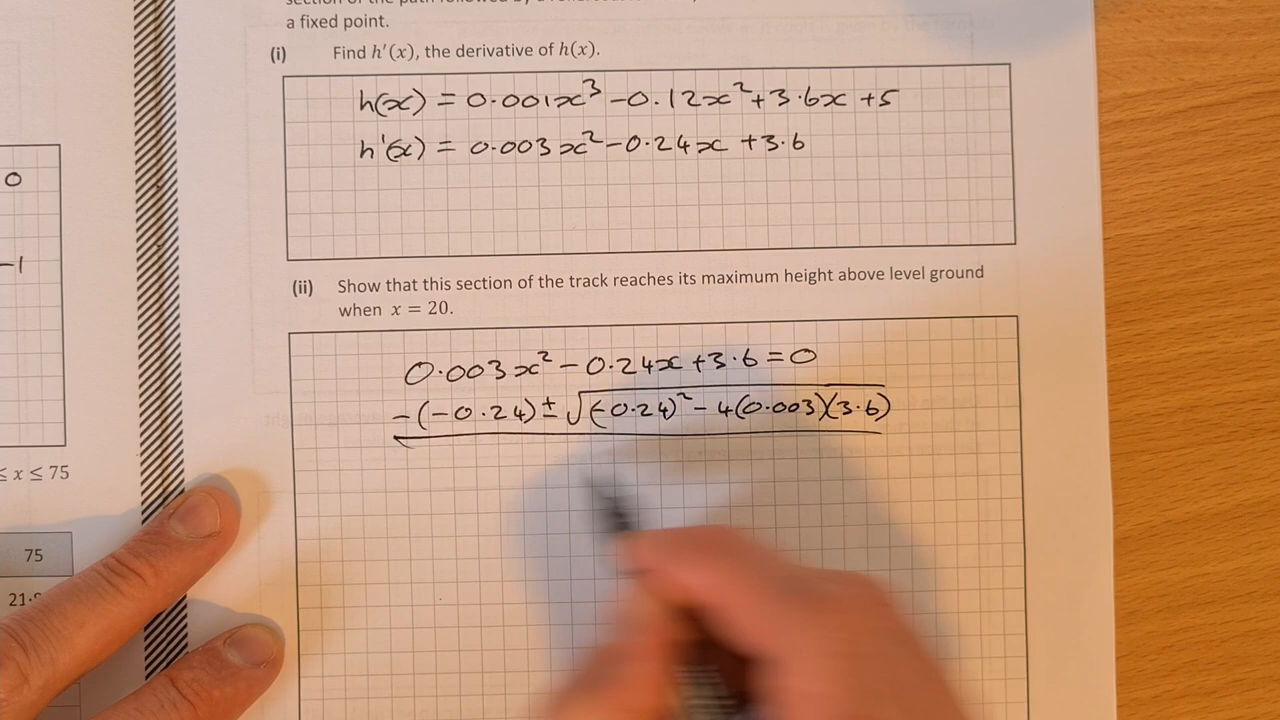 a fixed point.
(i) Find h′(x), the derivative of h(x).
h(x) = 0.001x³ - 0.12x² + 3.6x + 5
h'(x) = 0.003x² - 0.24x + 3.6
0
-1
(ii) Show that this section of the track reaches its maximum height above level ground
when x = 20.
0.003x² - 0.24x + 3.6 = 0
-(-0.24) ± √(-0.24)² - 4(0.003)(3.6)
≤ x ≤ 75
75